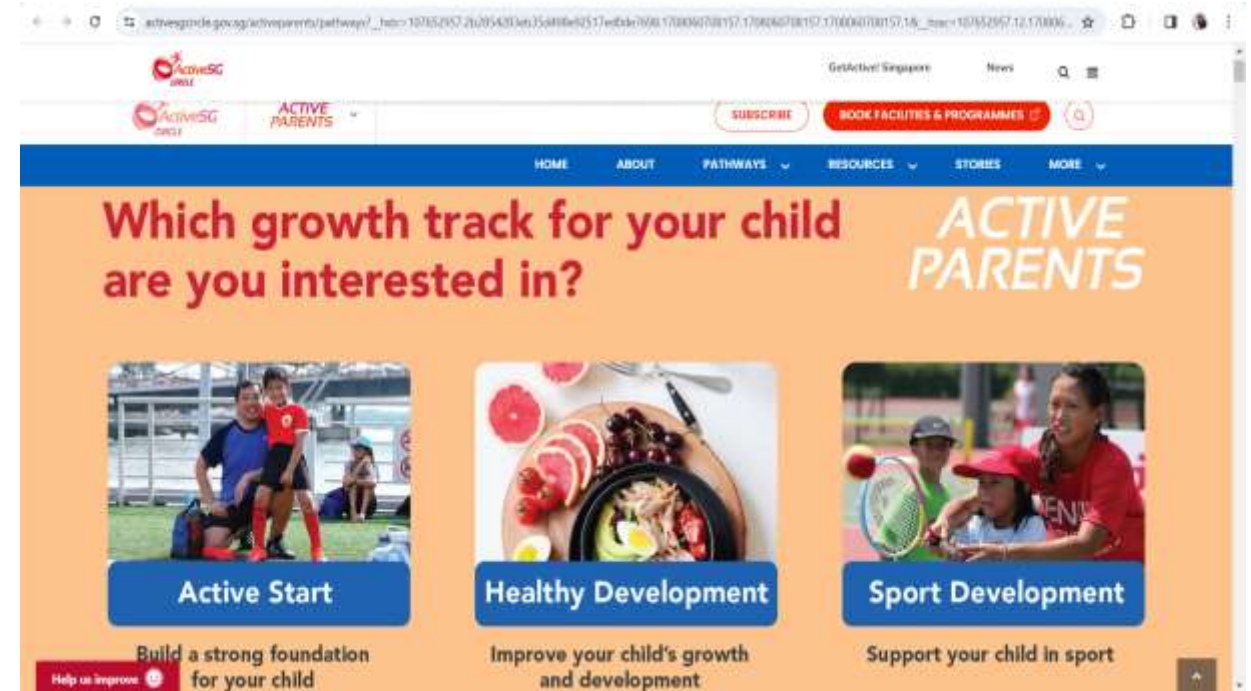 activesgcircle.gov.sg/activeparents/pathways?
ActiveSG
CIRCLE
GetActive! Singapore
News
ActiveSG
CIRCLE
ACTIVE
PARENTS
SUBSCRIBE
BOOK FACILITIES & PROGRAMMES
HOME
ABOUT
PATHWAYS
RESOURCES
STORIES
MORE
Which growth track for your child
are you interested in?
ACTIVE
PARENTS
Active Start
Healthy Development
Sport Development
Build a strong foundation
for your child
Improve your child's growth
and development
Support your child in sport
Help us improve